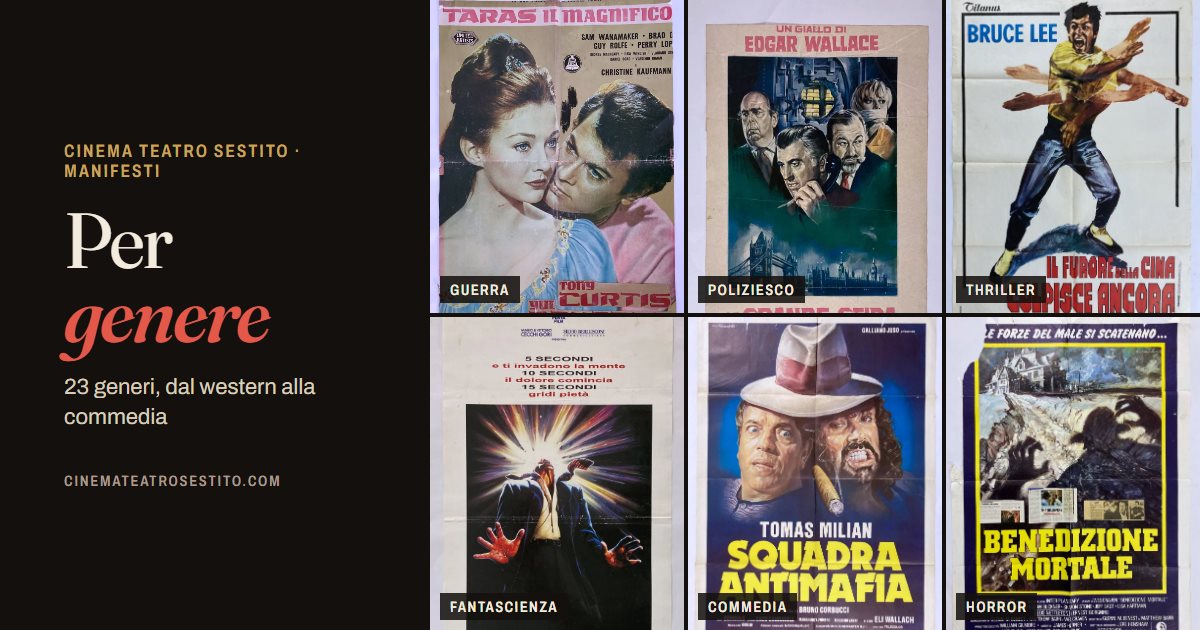 CINEMA TEATRO SESTITO ·
MANIFESTI
Per
genere
23 generi, dal western alla
commedia
CINEMATEATROSESTITO.COM
TARAS IL MAGNIFICO
UNITED ARTISTS
SAM WANAMAKER · BRAD D
GUY ROLFE · PERRY LOP
CHRISTINE KAUFMANN
TONY
CURTIS
GUERRA
UN GIALLO DI
EDGAR WALLACE
POLIZIESCO
Titanus
BRUCE LEE
IL FURORE DELLA CINA
COLPISCE ANCORA
THRILLER
5 SECONDI
e ti invadono la mente
10 SECONDI
il dolore comincia
15 SECONDI
gridi pietà
FANTASCIENZA
GALLIANO JUSO
TOMAS MILIAN
SQUADRA
ANTIMAFIA
BRUNO CORBUCCI
ELI WALLACH
COMMEDIA
LE FORZE DEL MALE SI SCATENANO...
BENEDIZIONE
MORTALE
HORROR